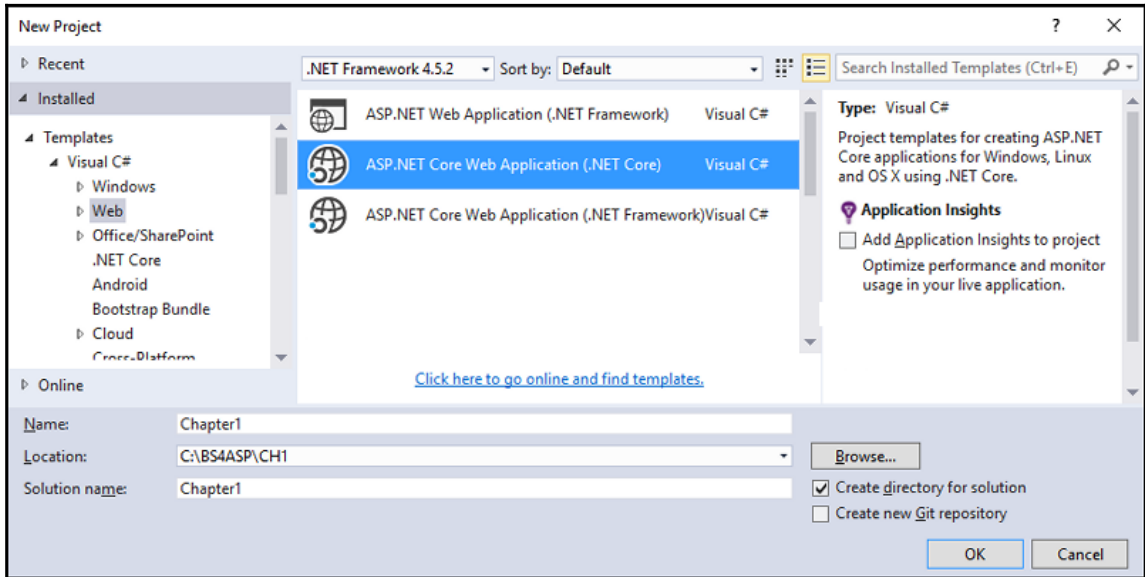 New Project
?
Recent
Installed
Templates
Visual C#
Windows
Web
Office/SharePoint
.NET Core
Android
Bootstrap Bundle
Cloud
Cross-Platform
Online
.NET Framework 4.5.2
Sort by: Default
Search Installed Templates (Ctrl+E)
ASP.NET Web Application (.NET Framework) Visual C#
ASP.NET Core Web Application (.NET Core) Visual C#
ASP.NET Core Web Application (.NET Framework)Visual C#
Click here to go online and find templates.
Type: Visual C#
Project templates for creating ASP.NET
Core applications for Windows, Linux
and OS X using .NET Core.
Application Insights
Add Application Insights to project
Optimize performance and monitor
usage in your live application.
Name: Chapter1
Location: C:\BS4ASP\CH1
Browse...
Solution name: Chapter1
Create directory for solution
Create new Git repository
OK
Cancel